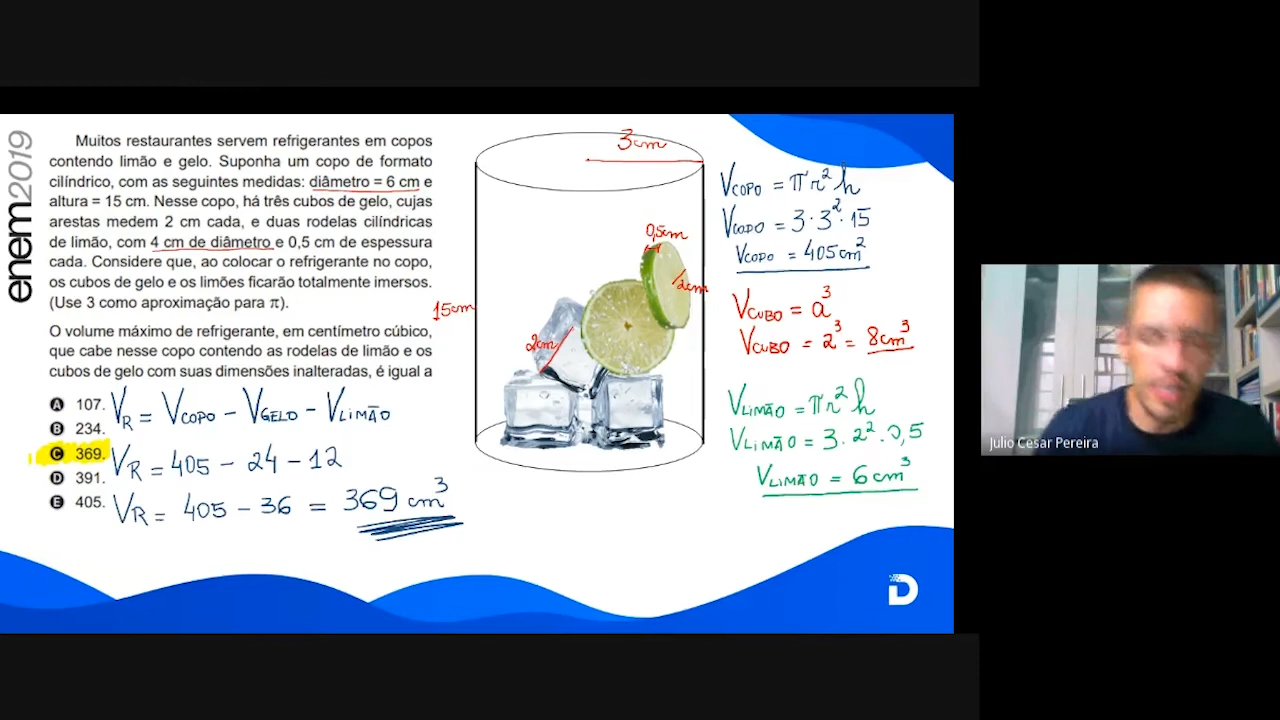 enem2019
Muitos restaurantes servem refrigerantes em copos
contendo limão e gelo. Suponha um copo de formato
cilíndrico, com as seguintes medidas: diâmetro = 6 cm e
altura = 15 cm. Nesse copo, há três cubos de gelo, cujas
arestas medem 2 cm cada, e duas rodelas cilíndricas
de limão, com 4 cm de diâmetro e 0,5 cm de espessura
cada. Considere que, ao colocar o refrigerante no copo,
os cubos de gelo e os limões ficarão totalmente imersos.
(Use 3 como aproximação para π).
O volume máximo de refrigerante, em centímetro cúbico,
que cabe nesse copo contendo as rodelas de limão e os
cubos de gelo com suas dimensões inalteradas, é igual a
A 107.
B 234.
C 369.
D 391.
E 405.
VR = VCOPO - VGELO - VLIMÃO
VR = 405 - 24 - 12
VR = 405 - 36 = 369 cm³
3cm
0,5cm
2cm
15cm
2cm
VCOPO = πr²h
VCOPO = 3·3²·15
VCOPO = 405cm²
VCUBO = a³
VCUBO = 2³ = 8cm³
VLIMÃO = πr²h
VLIMÃO = 3.2².0,5
VLIMÃO = 6cm³
D
Julio Cesar Pereira